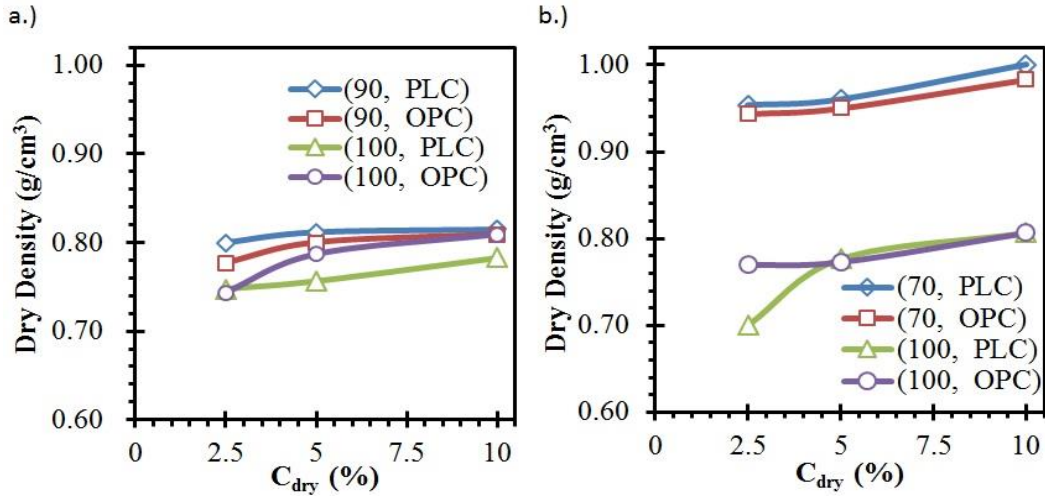 a.)
b.)
1.00
0.90
0.80
0.70
0.60
Dry Density (g/cm³)
(90, PLC)
(90, OPC)
(100, PLC)
(100, OPC)
0
2.5
5
7.5
10
C_dry (%)
1.00
0.90
0.80
0.70
0.60
Dry Density (g/cm³)
(70, PLC)
(70, OPC)
(100, PLC)
(100, OPC)
0
2.5
5
7.5
10
C_dry (%)